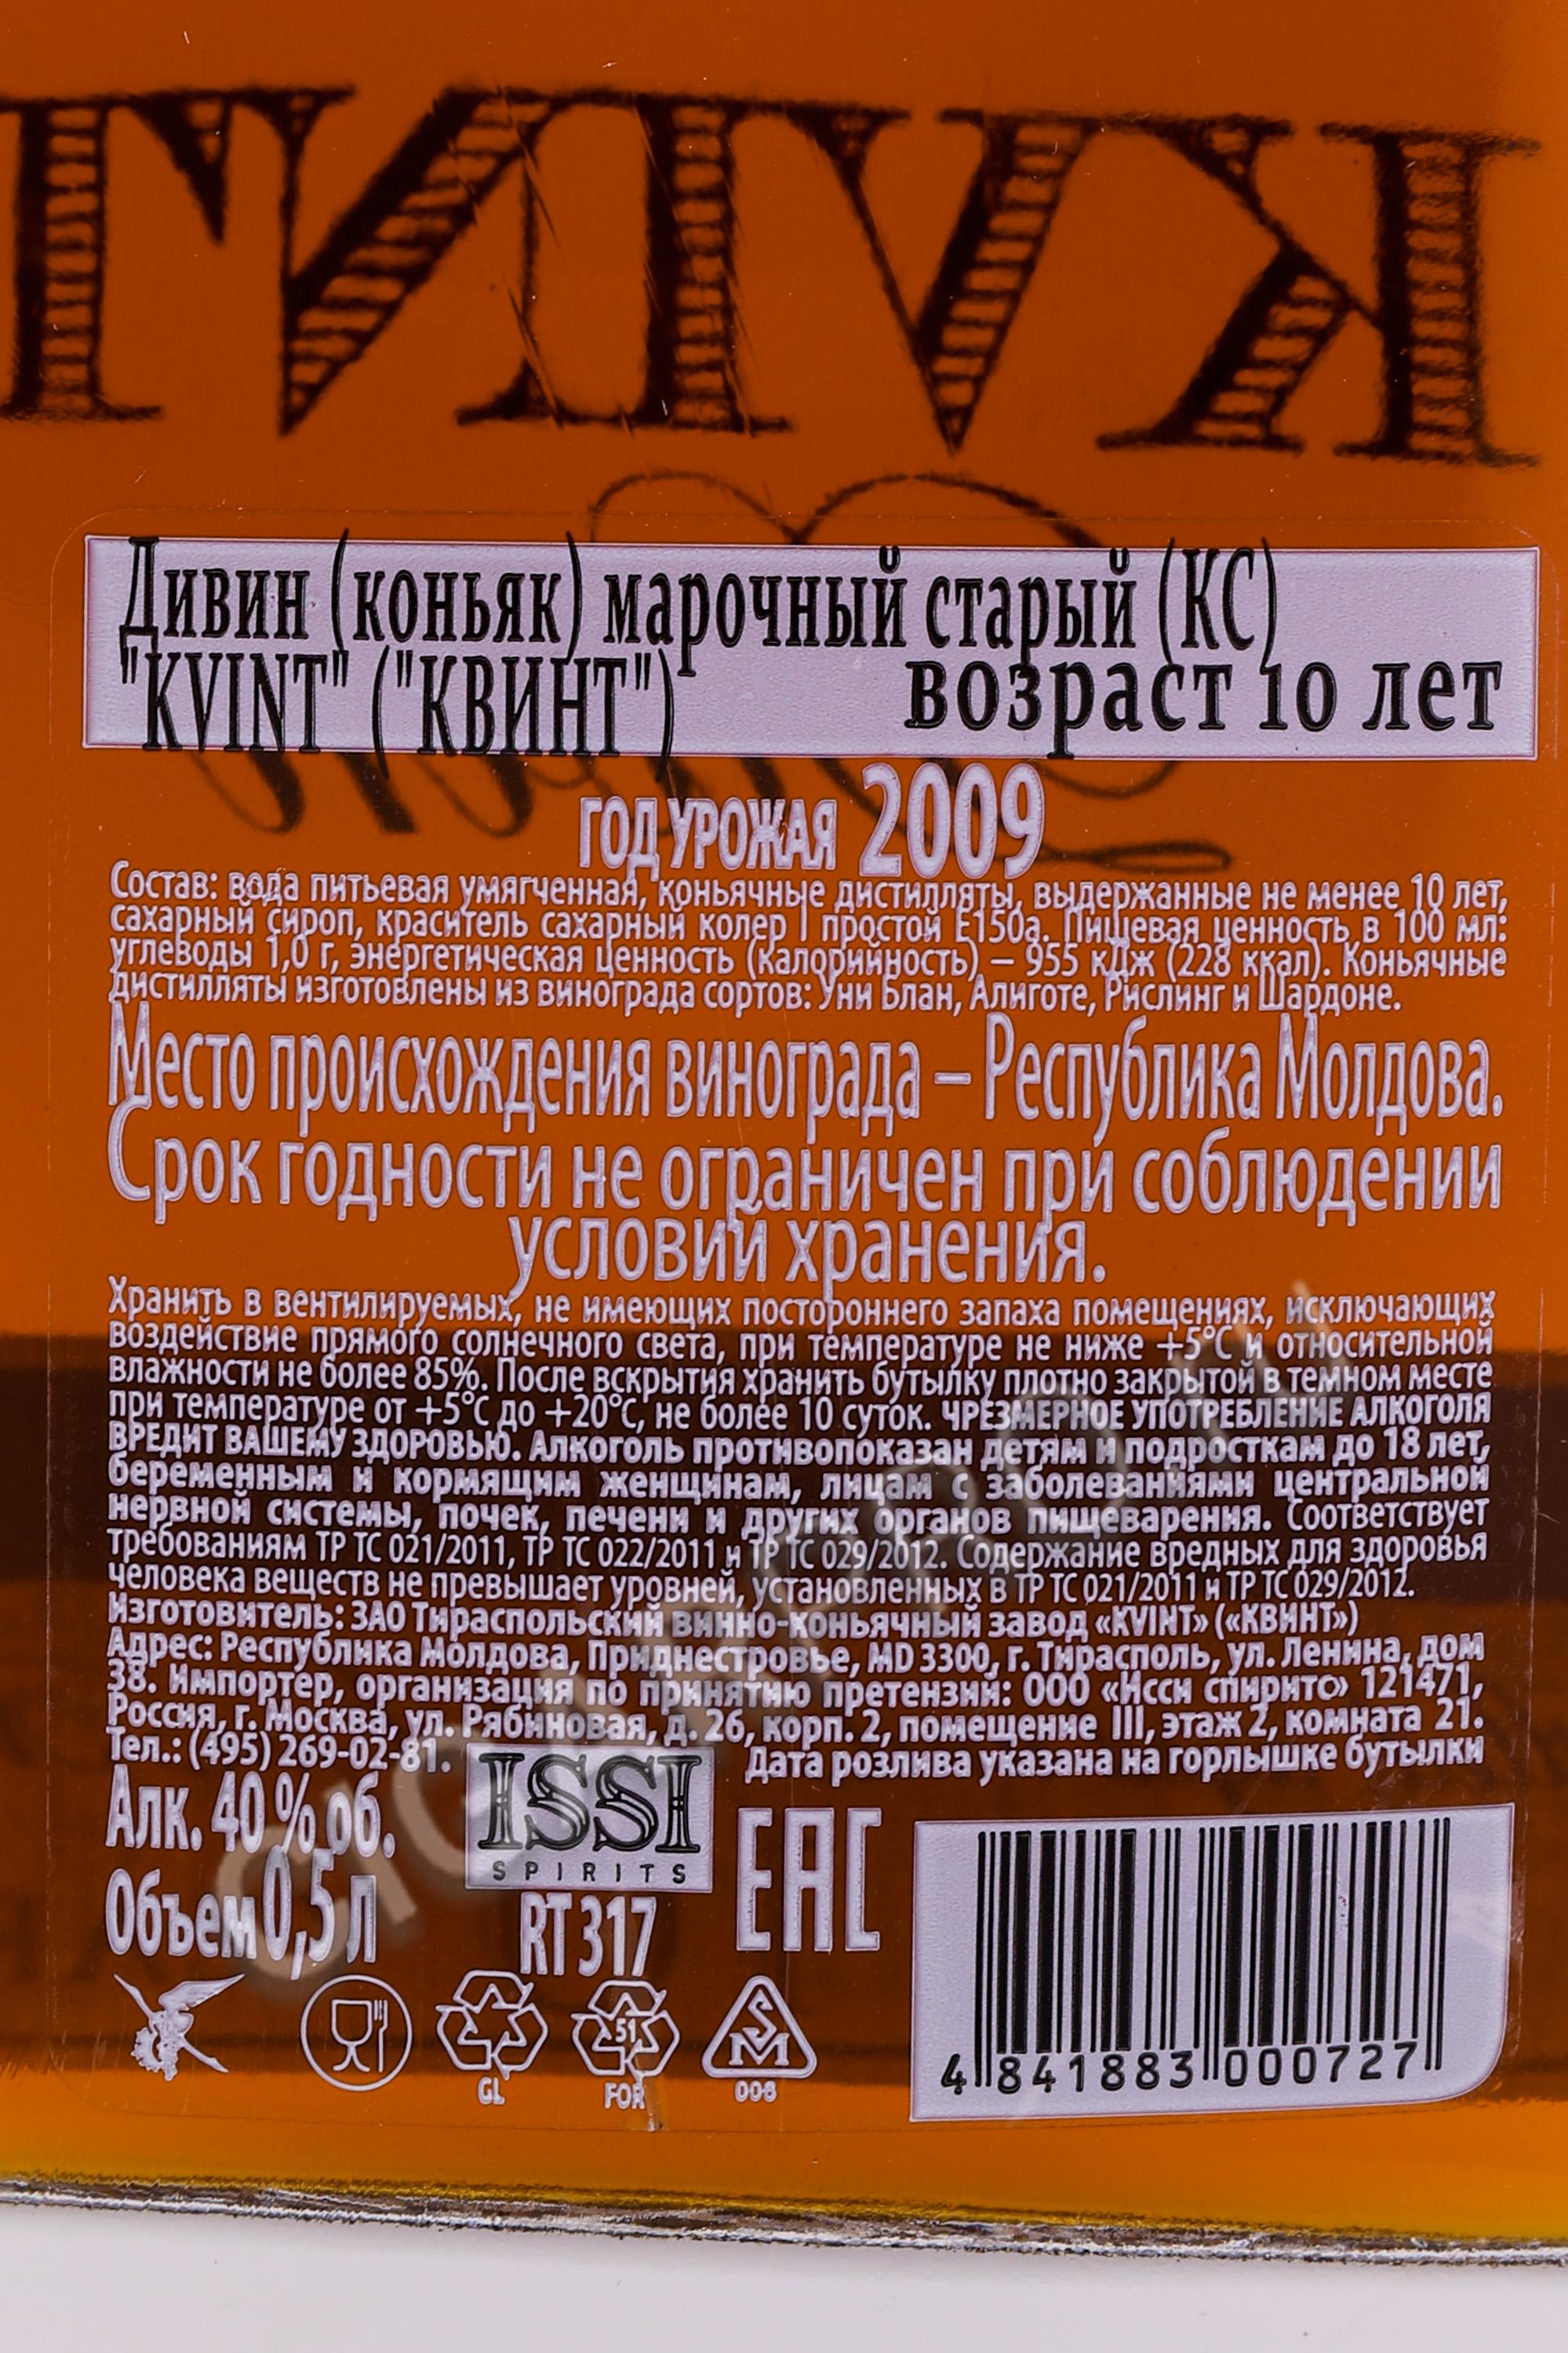 KVINT
Дивин (коньяк) марочный старый (КС)
"KVINT" ("КВИНТ") возраст 10 лет
ГОД УРОЖАЯ 2009
Состав: вода питьевая умягченная, коньячные дистилляты, выдержанные не менее 10 лет,
сахарный сироп, краситель сахарный колер I простой Е150а. Пищевая ценность в 100 мл:
углеводы 1,0 г, энергетическая ценность (калорийность) – 955 кДж (228 ккал). Коньячные
дистилляты изготовлены из винограда сортов: Уни Блан, Алиготе, Рислинг и Шардоне.
Место происхождения винограда – Республика Молдова.
Срок годности не ограничен при соблюдении
условий хранения.
Хранить в вентилируемых, не имеющих постороннего запаха помещениях, исключающих
воздействие прямого солнечного света, при температуре не ниже +5°С и относительной
влажности не более 85%. После вскрытия хранить бутылку плотно закрытой в темном месте
при температуре от +5°С до +20°С, не более 10 суток. ЧРЕЗМЕРНОЕ УПОТРЕБЛЕНИЕ АЛКОГОЛЯ
ВРЕДИТ ВАШЕМУ ЗДОРОВЬЮ. Алкоголь противопоказан детям и подросткам до 18 лет,
беременным и кормящим женщинам, лицам с заболеваниями центральной
нервной системы, почек, печени и других органов пищеварения. Соответствует
требованиям ТР ТС 021/2011, ТР ТС 022/2011 и ТР ТС 029/2012. Содержание вредных для здоровья
человека веществ не превышает уровней, установленных в ТР ТС 021/2011 и ТР ТС 029/2012.
Изготовитель: ЗАО Тираспольский винно-коньячный завод «KVINT» («КВИНТ»)
Адрес: Республика Молдова, Приднестровье, MD 3300, г. Тирасполь, ул. Ленина, дом
38. Импортер, организация по принятию претензий: ООО «Исси спиритс» 121471,
Россия, г. Москва, ул. Рябиновая, д. 26, корп. 2, помещение III, этаж 2, комната 21.
Тел.: (495) 269-02-81. Дата розлива указана на горлышке бутылки
Алк. 40 % об.
Объем 0,5 л
ISSI
SPIRITS
RT 317
EAC
GL
51
FOR
SM
006
4 841883 000727
CIGARPRO.RU